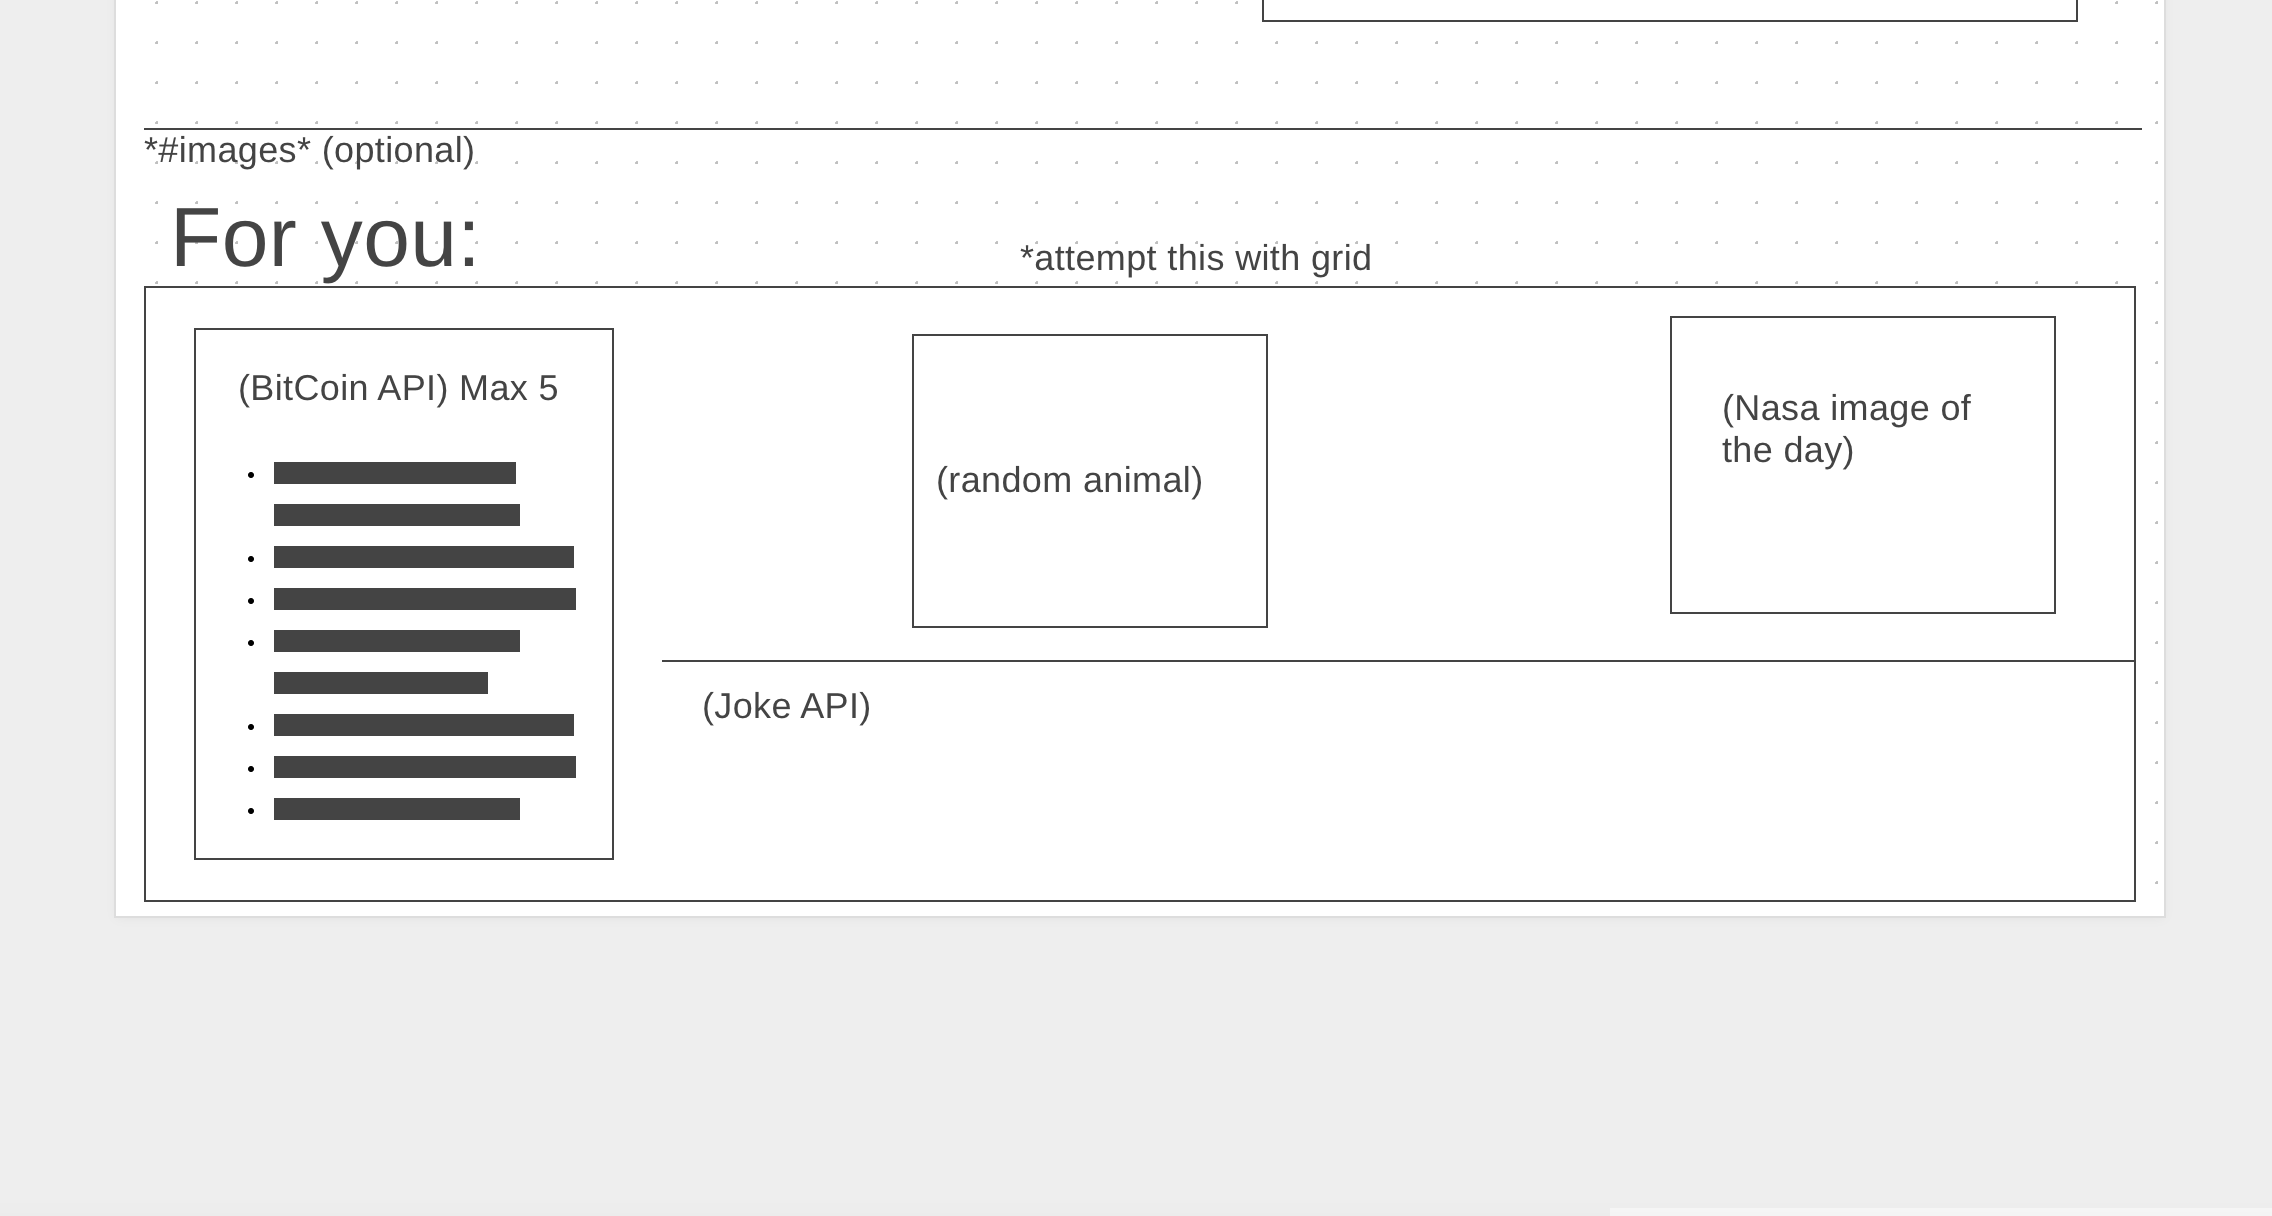 *#images* (optional)
For you:
*attempt this with grid
(BitCoin API) Max 5
(random animal)
(Nasa image of
the day)
(Joke API)